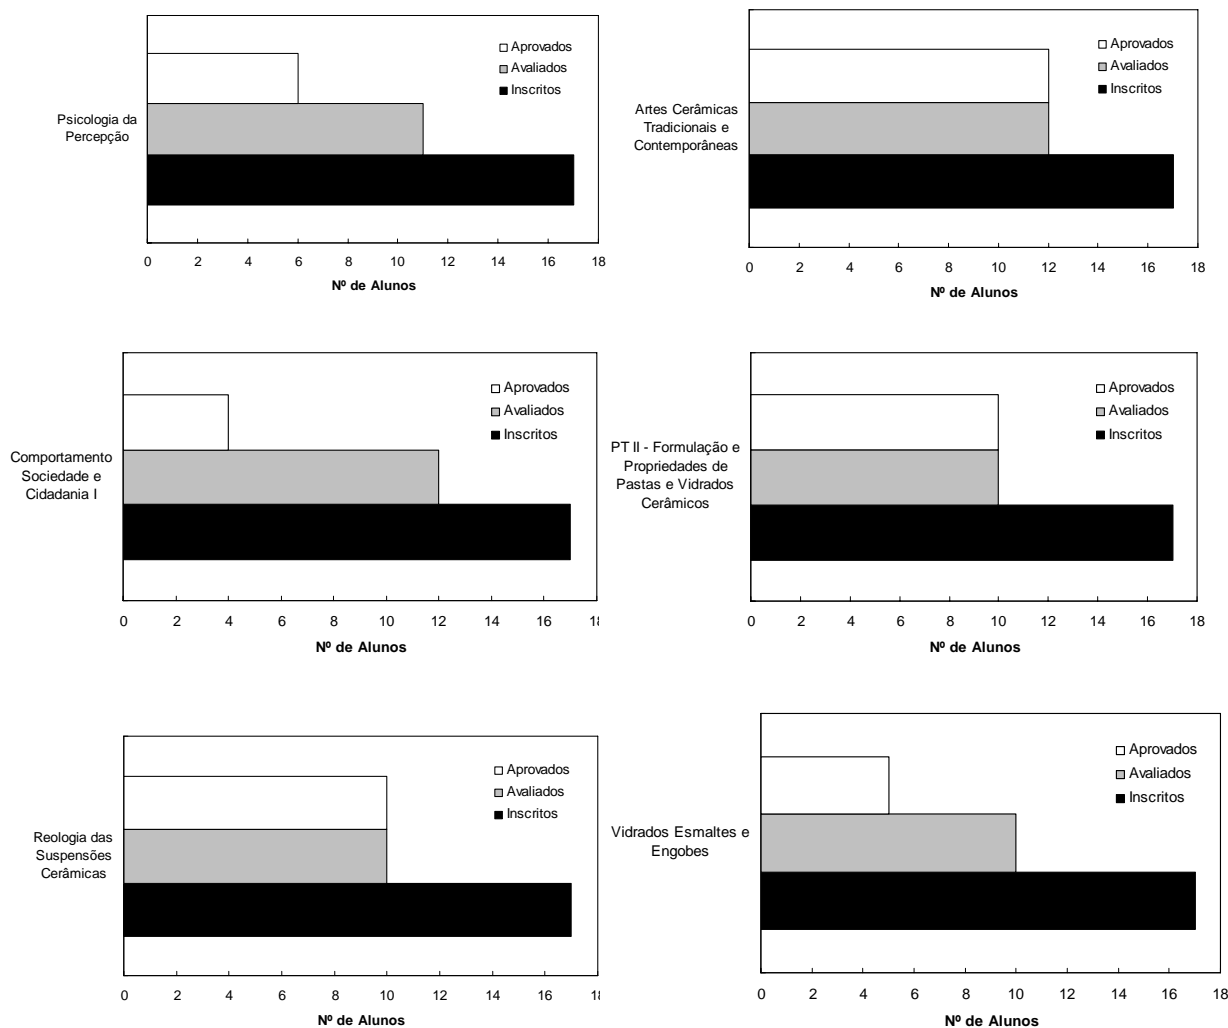 Aprovados
Avaliados
Inscritos
Psicologia da
Percepção
0 2 4 6 8 10 12 14 16 18
Nº de Alunos
Aprovados
Avaliados
Inscritos
Artes Cerâmicas
Tradicionais e
Contemporâneas
0 2 4 6 8 10 12 14 16 18
Nº de Alunos
Aprovados
Avaliados
Inscritos
Comportamento
Sociedade e
Cidadania I
0 2 4 6 8 10 12 14 16 18
Nº de Alunos
Aprovados
Avaliados
Inscritos
PT II - Formulação e
Propriedades de
Pastas e Vidrados
Cerâmicos
0 2 4 6 8 10 12 14 16 18
Nº de Alunos
Aprovados
Avaliados
Inscritos
Reologia das
Suspensões
Cerâmicas
0 2 4 6 8 10 12 14 16 18
Nº de Alunos
Aprovados
Avaliados
Inscritos
Vidrados Esmaltes e
Engobes
0 2 4 6 8 10 12 14 16 18
Nº de Alunos